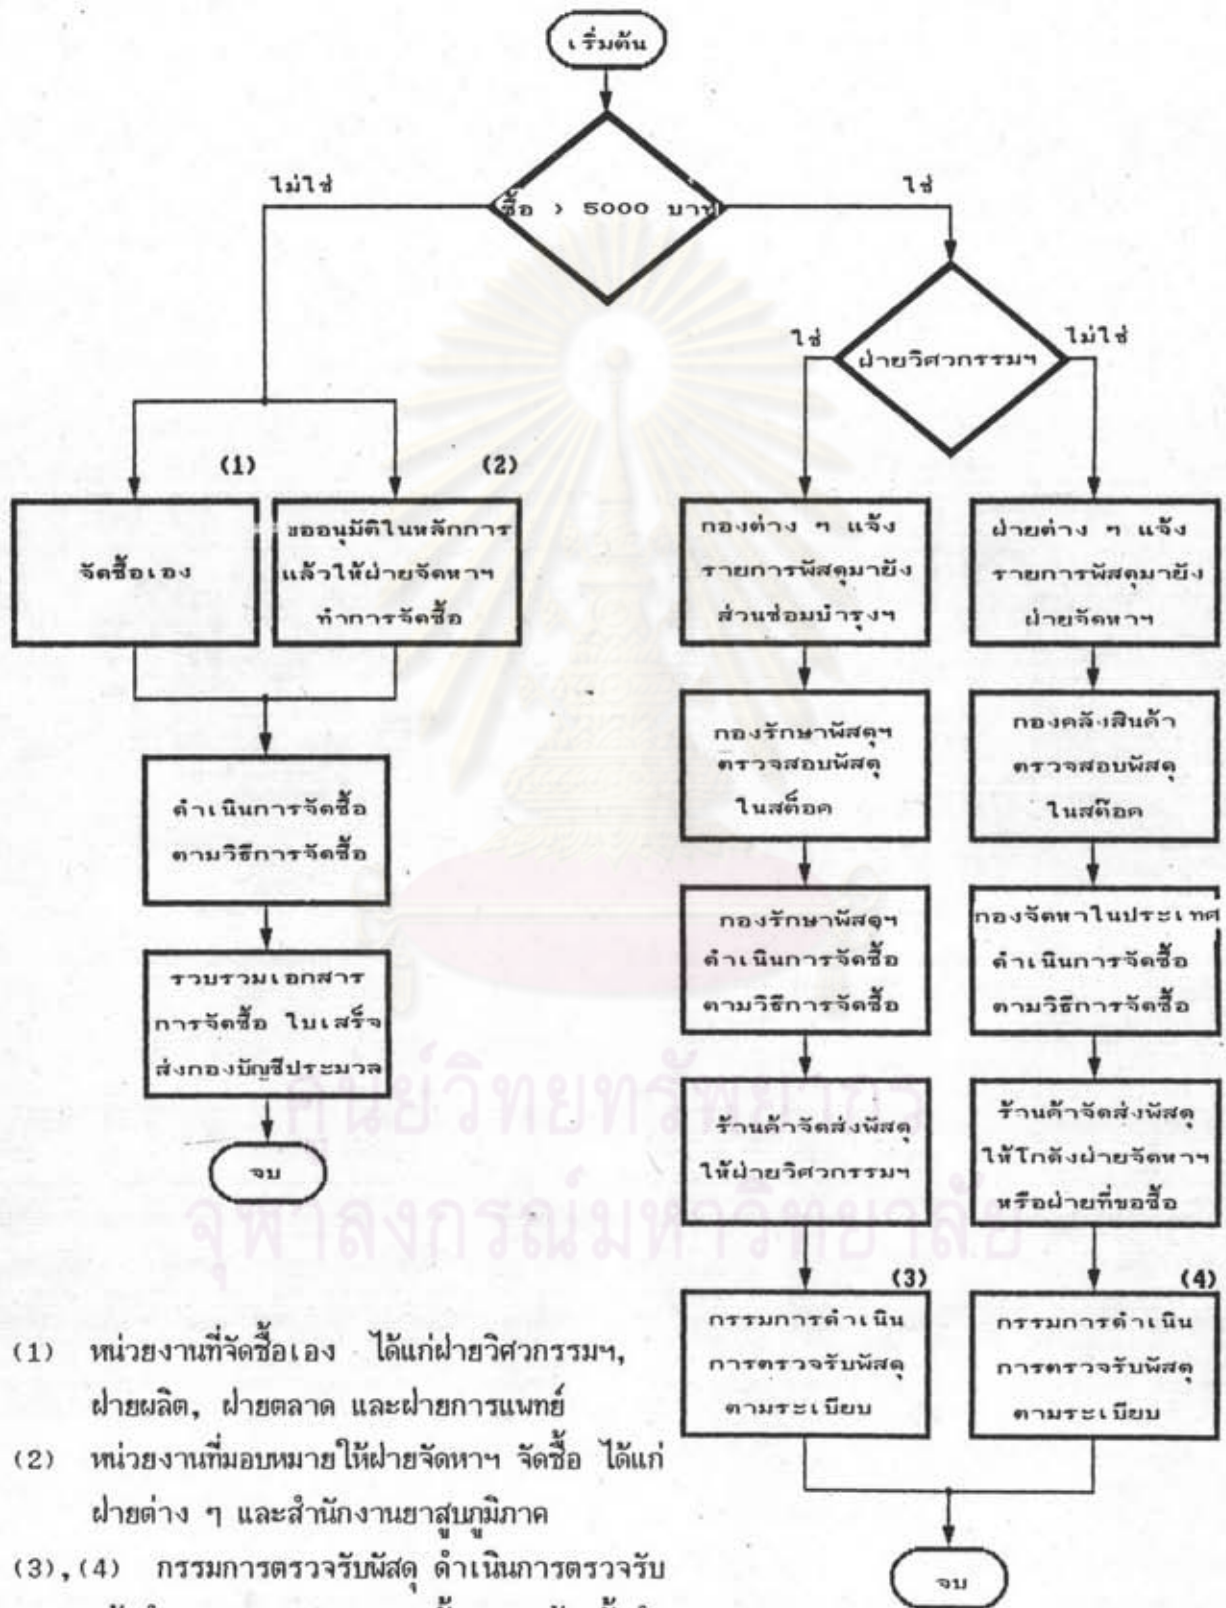 เริ่มต้น
ซื้อ > 5000 บาท
ไม่ใช่
ใช่
ฝ่ายวิศวกรรมฯ
ใช่
ไม่ใช่
(1)
จัดซื้อเอง
(2)
ขออนุมัติในหลักการ
แล้วให้ฝ่ายจัดหาฯ
ทำการจัดซื้อ
ดำเนินการจัดซื้อ
ตามวิธีการจัดซื้อ
รวบรวมเอกสาร
การจัดซื้อ ใบเสร็จ
ส่งกองบัญชีประมวล
จบ
กองต่าง ๆ แจ้ง
รายการพัสดุมายัง
ส่วนซ่อมบำรุงฯ
กองรักษาพัสดุฯ
ตรวจสอบพัสดุ
ในสต็อค
กองรักษาพัสดุฯ
ดำเนินการจัดซื้อ
ตามวิธีการจัดซื้อ
ร้านค้าจัดส่งพัสดุ
ให้ฝ่ายวิศวกรรมฯ
(3)
กรรมการดำเนิน
การตรวจรับพัสดุ
ตามระเบียบ
ฝ่ายต่าง ๆ แจ้ง
รายการพัสดุมายัง
ฝ่ายจัดหาฯ
กองคลังสินค้า
ตรวจสอบพัสดุ
ในสต๊อค
กองจัดหาในประเทศ
ดำเนินการจัดซื้อ
ตามวิธีการจัดซื้อ
ร้านค้าจัดส่งพัสดุ
ให้โกดังฝ่ายจัดหาฯ
หรือฝ่ายที่ขอซื้อ
(4)
กรรมการดำเนิน
การตรวจรับพัสดุ
ตามระเบียบ
จบ
ศูนย์วิทยทรัพยากร
จุฬาลงกรณ์มหาวิทยาลัย
(1) หน่วยงานที่จัดซื้อเอง ได้แก่ฝ่ายวิศวกรรมฯ,
ฝ่ายผลิต, ฝ่ายตลาด และฝ่ายการแพทย์
(2) หน่วยงานที่มอบหมายให้ฝ่ายจัดหาฯ จัดซื้อ ได้แก่
ฝ่ายต่าง ๆ และสำนักงานยาสูบภูมิภาค
(3),(4) กรรมการตรวจรับพัสดุ ดำเนินการตรวจรับ